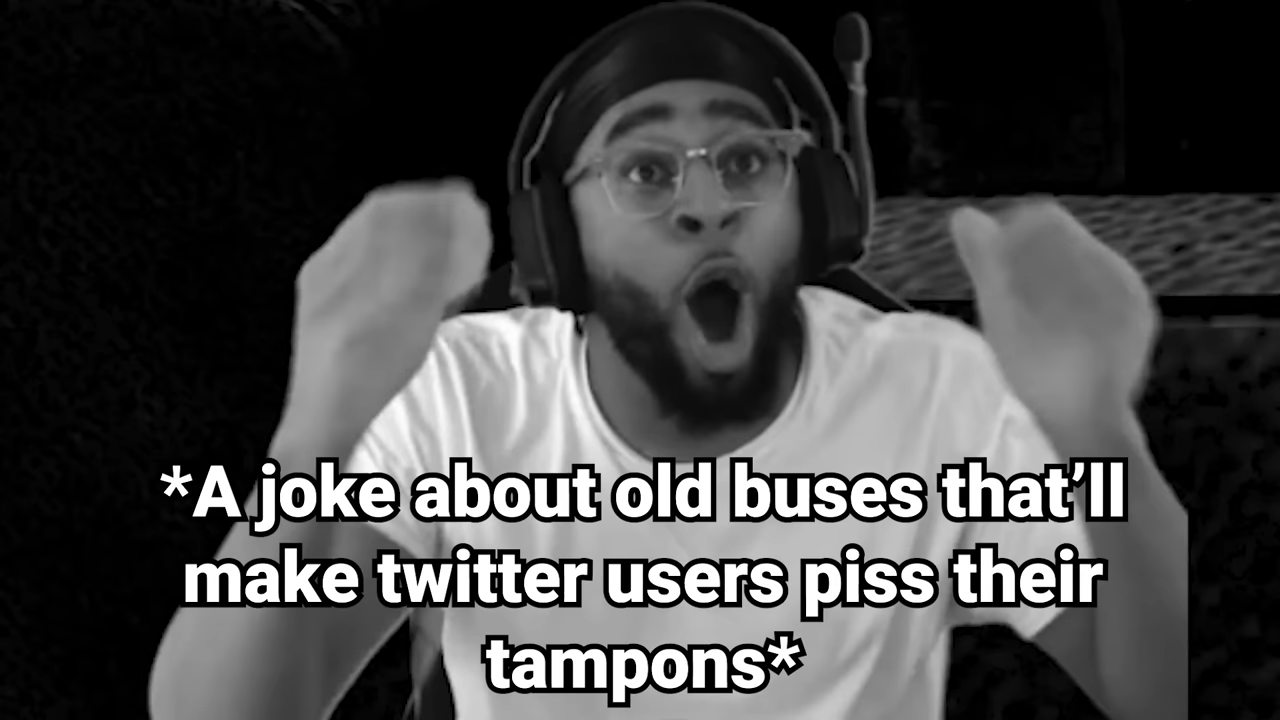 *A joke about old buses that’ll
make twitter users piss their
tampons*